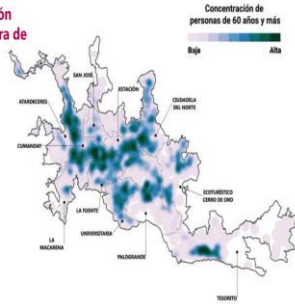 ión
ra de
Concentración de
personas de 60 años y más
Baja
Alta
SAN JOSÉ
ESTACIÓN
ATARDECERES
CIUDADELA
DEL NORTE
CUMANDAY
ECOTURÍSTICO
CERRO DE ORO
LA FUENTE
LA
MACARENA
UNIVERSITARIA
PALOGRANDE
TESORITO